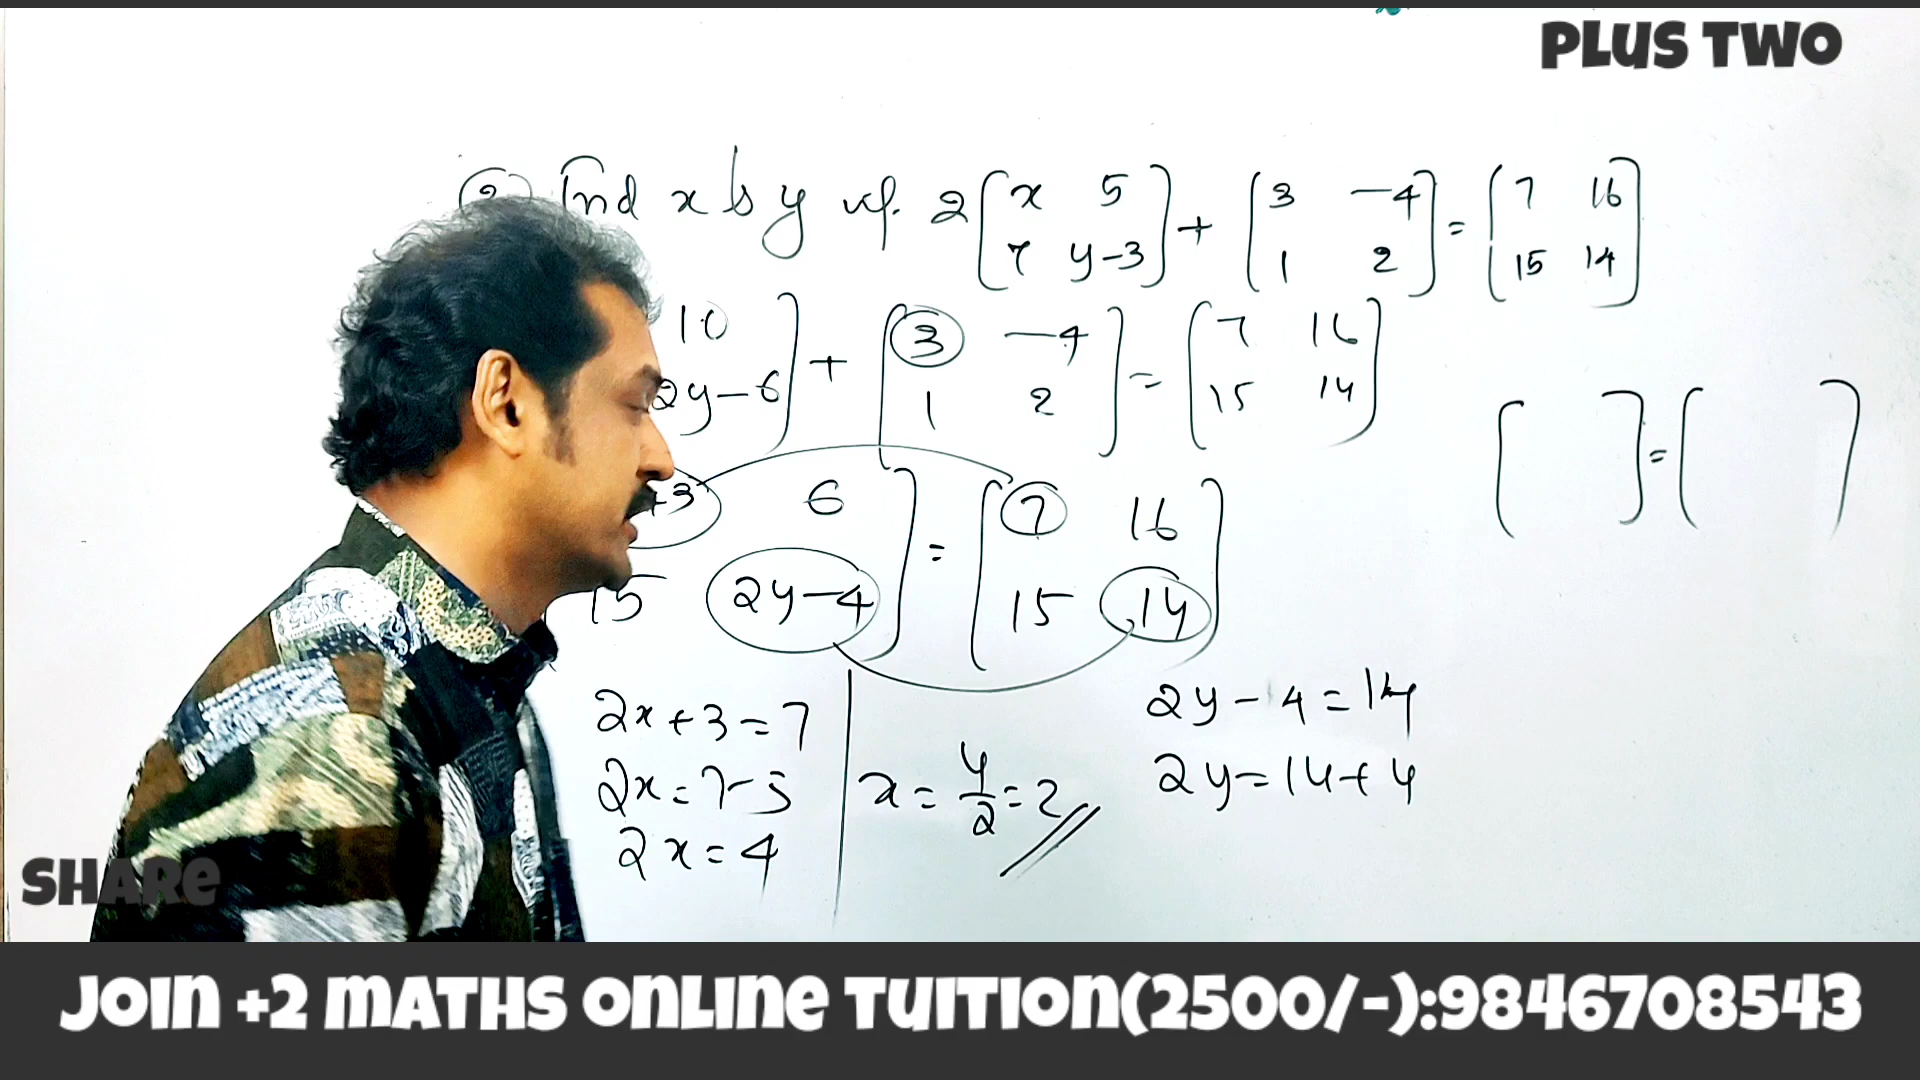 PLUS TWO
Find x & y if 2 [ x 5 ] + [ 3 -4 ] = [ 7 16 ]
[ 7 y-3 ] [ 1 2 ] [ 15 14 ]
10 ] + [ 3 -4 ] = [ 7 16 ]
2y-6 ] [ 1 2 ] [ 15 14 ] [ ] = [ ]
+3 6 ] = [ 7 16 ]
15 2y-4 ] [ 15 14 ]
2x+3=7
2x=7-3
2x=4
x=4/2=2
2y-4=14
2y=14+4
SHARE
JOIN +2 MATHS ONLINE TUITION(2500/-):9846708543